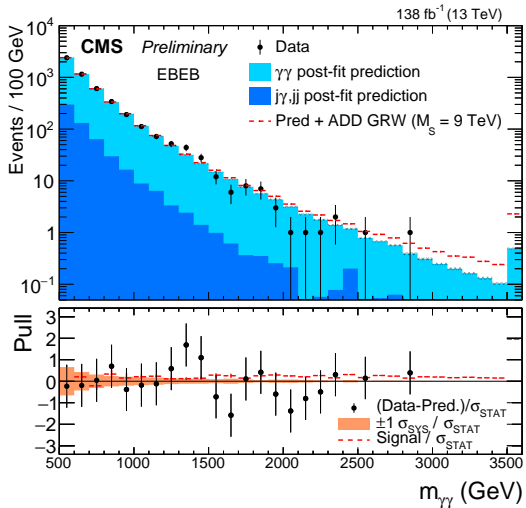 138 fb⁻¹ (13 TeV)
CMS Preliminary
EBEB
Data
γγ post-fit prediction
jγ,jj post-fit prediction
Pred + ADD GRW (M_S = 9 TeV)
Events / 100 GeV
10⁴
10³
10²
10
1
10⁻¹
Pull
3
2
1
0
−1
−2
−3
(Data-Pred.)/σ_STAT
±1 σ_SYS / σ_STAT
Signal / σ_STAT
500 1000 1500 2000 2500 3000 3500
m_γγ (GeV)